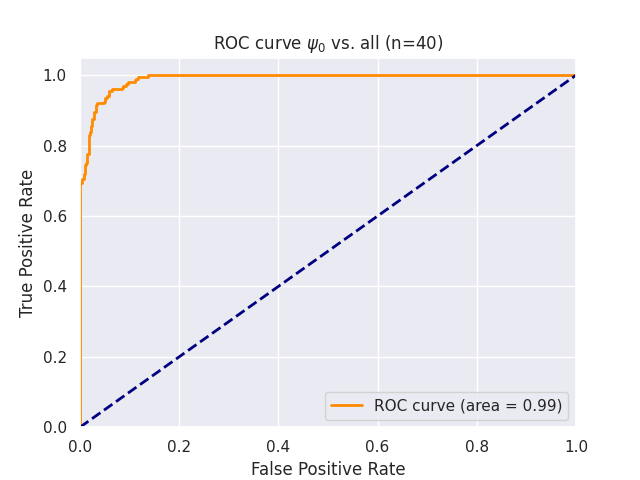 ROC curve ψ0 vs. all (n=40)
1.0
0.8
0.6
0.4
0.2
0.0
True Positive Rate
ROC curve (area = 0.99)
0.0 0.2 0.4 0.6 0.8 1.0
False Positive Rate